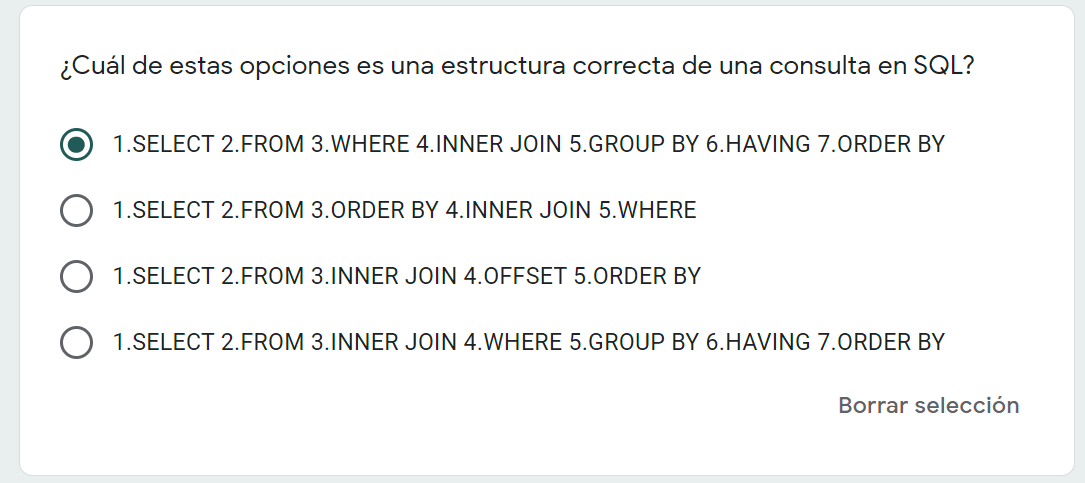 ¿Cuál de estas opciones es una estructura correcta de una consulta en SQL?
1.SELECT 2.FROM 3.WHERE 4.INNER JOIN 5.GROUP BY 6.HAVING 7.ORDER BY
1.SELECT 2.FROM 3.ORDER BY 4.INNER JOIN 5.WHERE
1.SELECT 2.FROM 3.INNER JOIN 4.OFFSET 5.ORDER BY
1.SELECT 2.FROM 3.INNER JOIN 4.WHERE 5.GROUP BY 6.HAVING 7.ORDER BY
Borrar selección